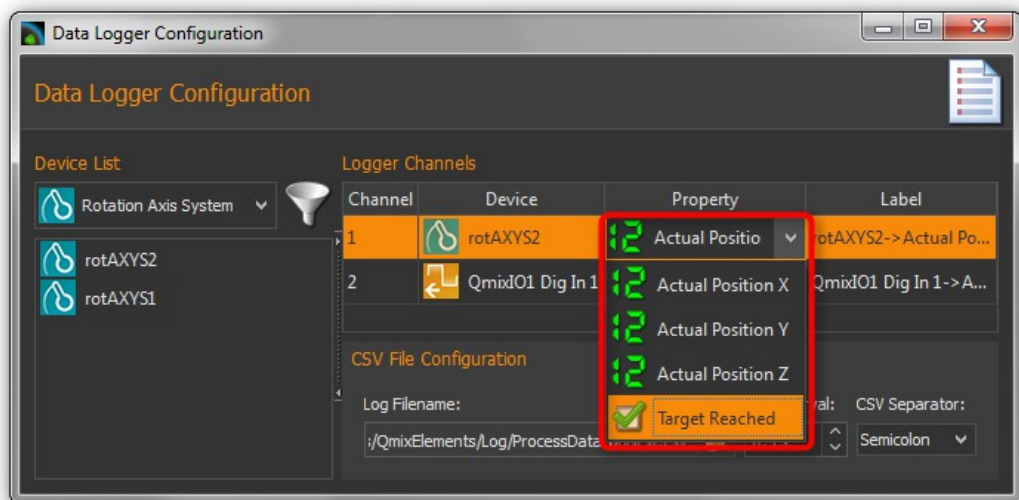 Data Logger Configuration
Data Logger Configuration
Device List
Rotation Axis System
rotAXYS2
rotAXYS1
Logger Channels
Channel Device Property Label
1 rotAXYS2 Actual Positio rotAXYS2->Actual Po...
2 QmixIO1 Dig In 1 QmixIO1 Dig In 1->A...
Actual Position X
Actual Position Y
Actual Position Z
Target Reached
CSV File Configuration
Log Filename: CSV Separator:
:/QmixElements/Log/ProcessData Semicolon